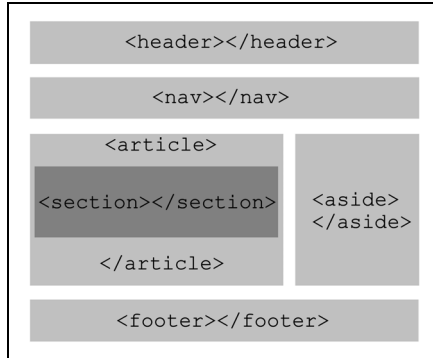 <header></header>
<nav></nav>
<article>
<section></section>
</article>
<aside>
</aside>
<footer></footer>